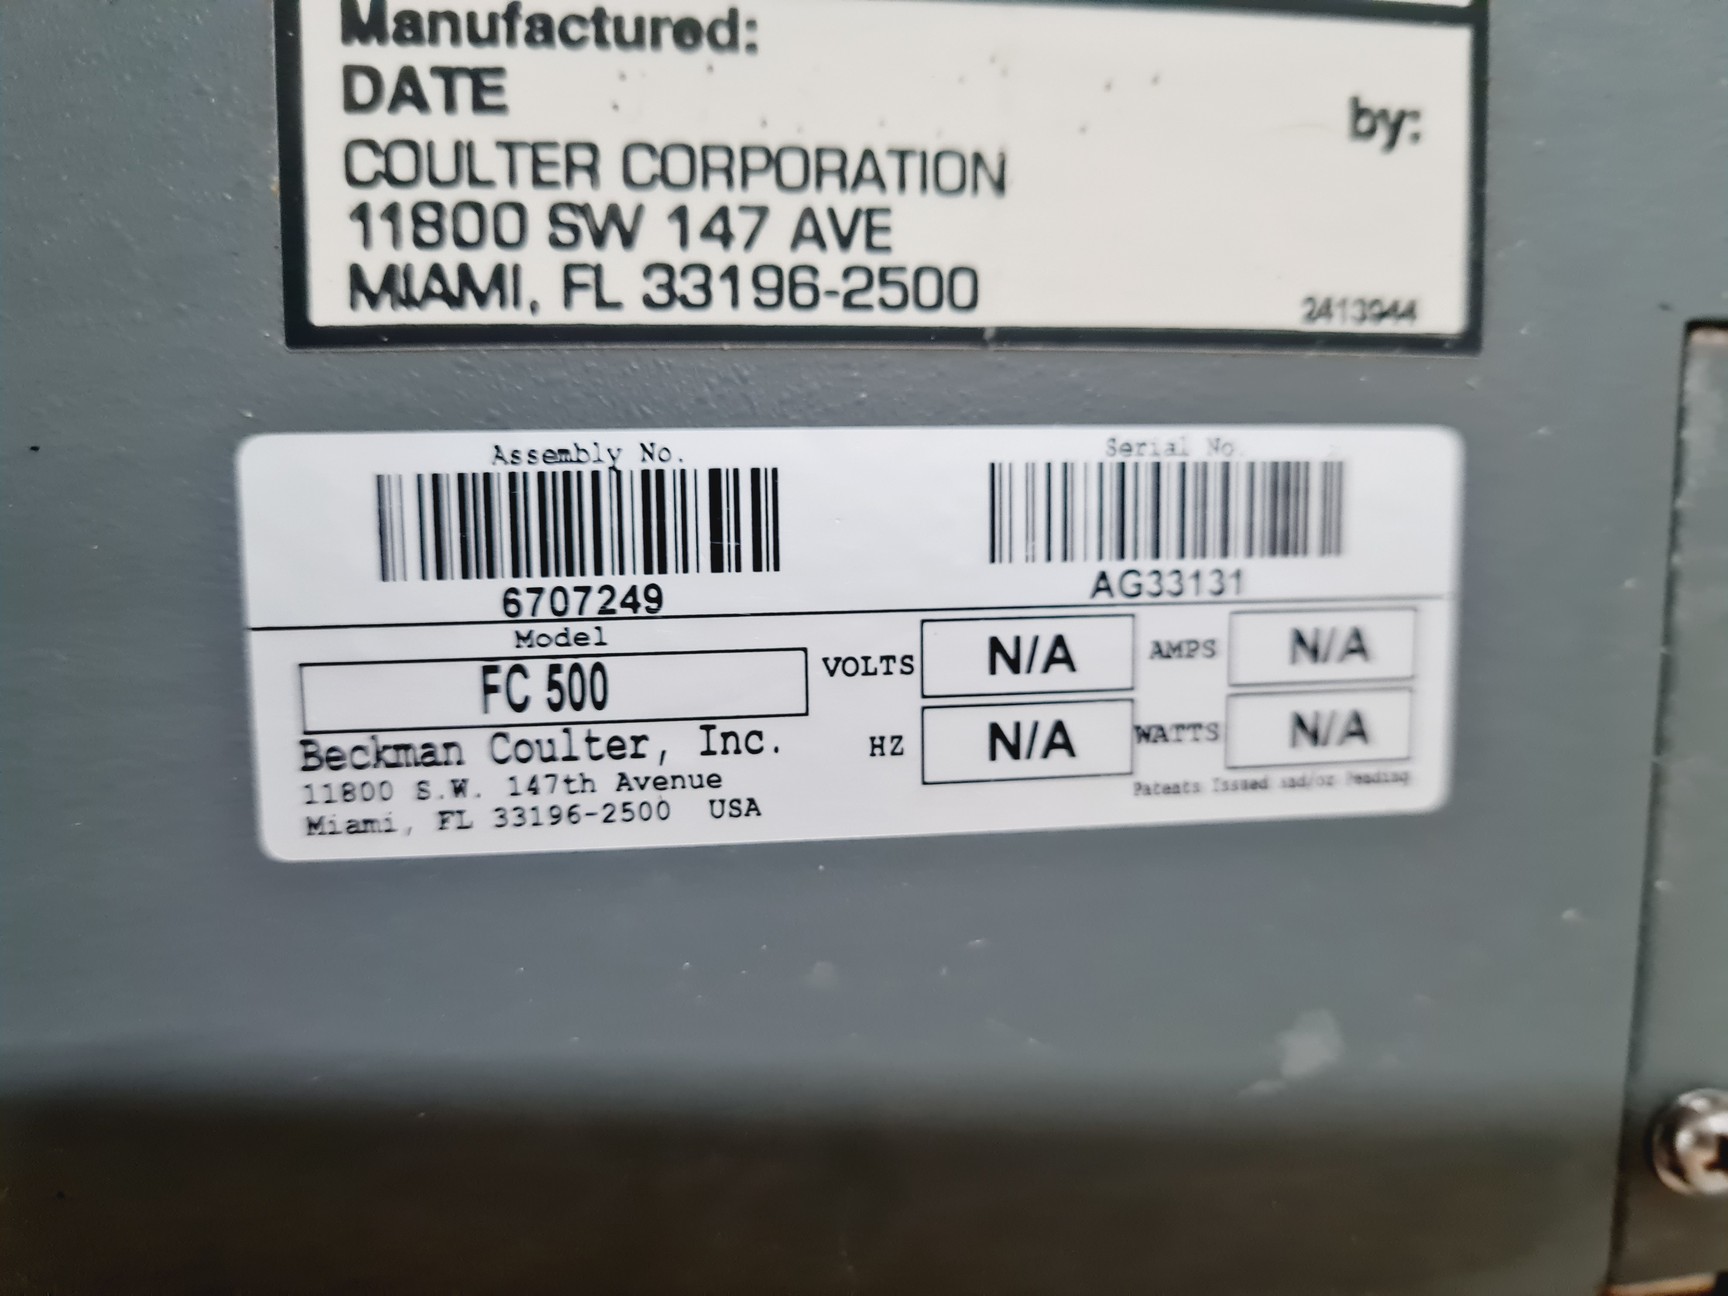 Manufactured:
DATE
by:
COULTER CORPORATION
11800 SW 147 AVE
MIAMI, FL 33196-2500
2413944
Assembly No.
Serial No.
6707249
AG33131
Model
FC 500
VOLTS N/A AMPS N/A
HZ N/A WATTS N/A
Beckman Coulter, Inc.
11800 S.W. 147th Avenue
Miami, FL 33196-2500 USA
Patents Issued and/or Pending